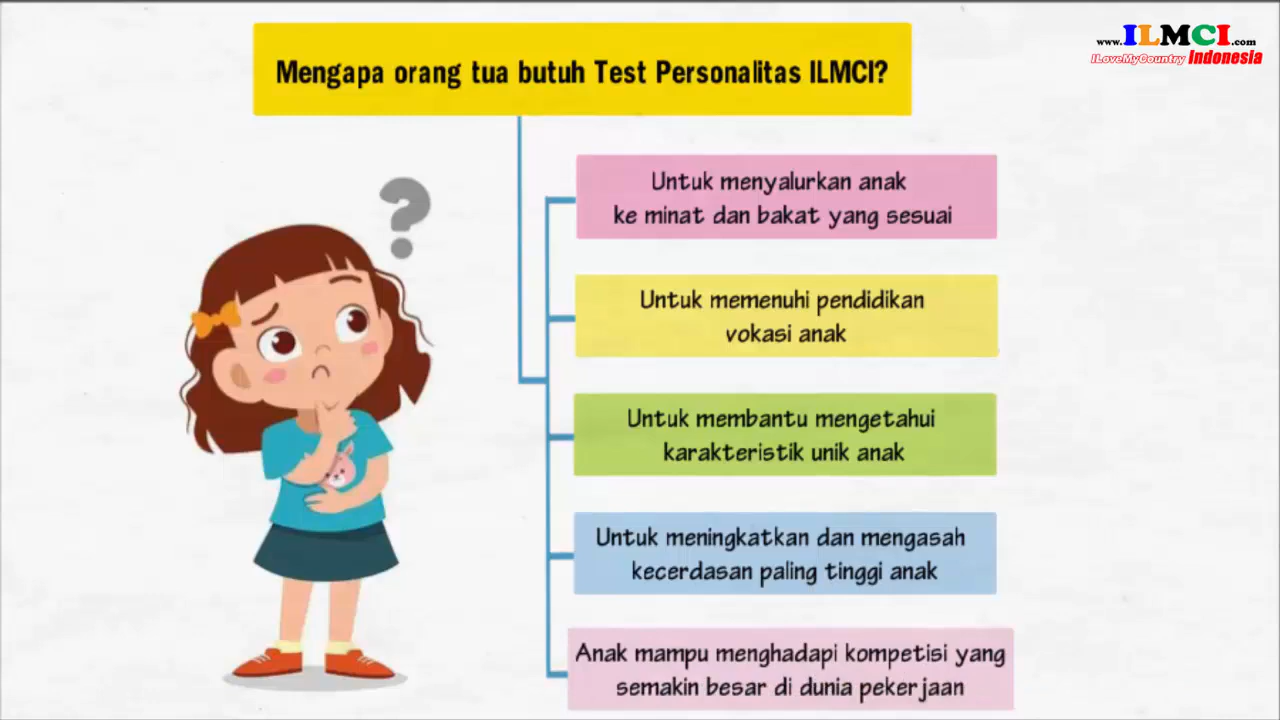 www.ILMCI.com
ILoveMyCountry Indonesia
Mengapa orang tua butuh Test Personalitas ILMCI?
?
Untuk menyalurkan anak
ke minat dan bakat yang sesuai
Untuk memenuhi pendidikan
vokasi anak
Untuk membantu mengetahui
karakteristik unik anak
Untuk meningkatkan dan mengasah
kecerdasan paling tinggi anak
Anak mampu menghadapi kompetisi yang
semakin besar di dunia pekerjaan